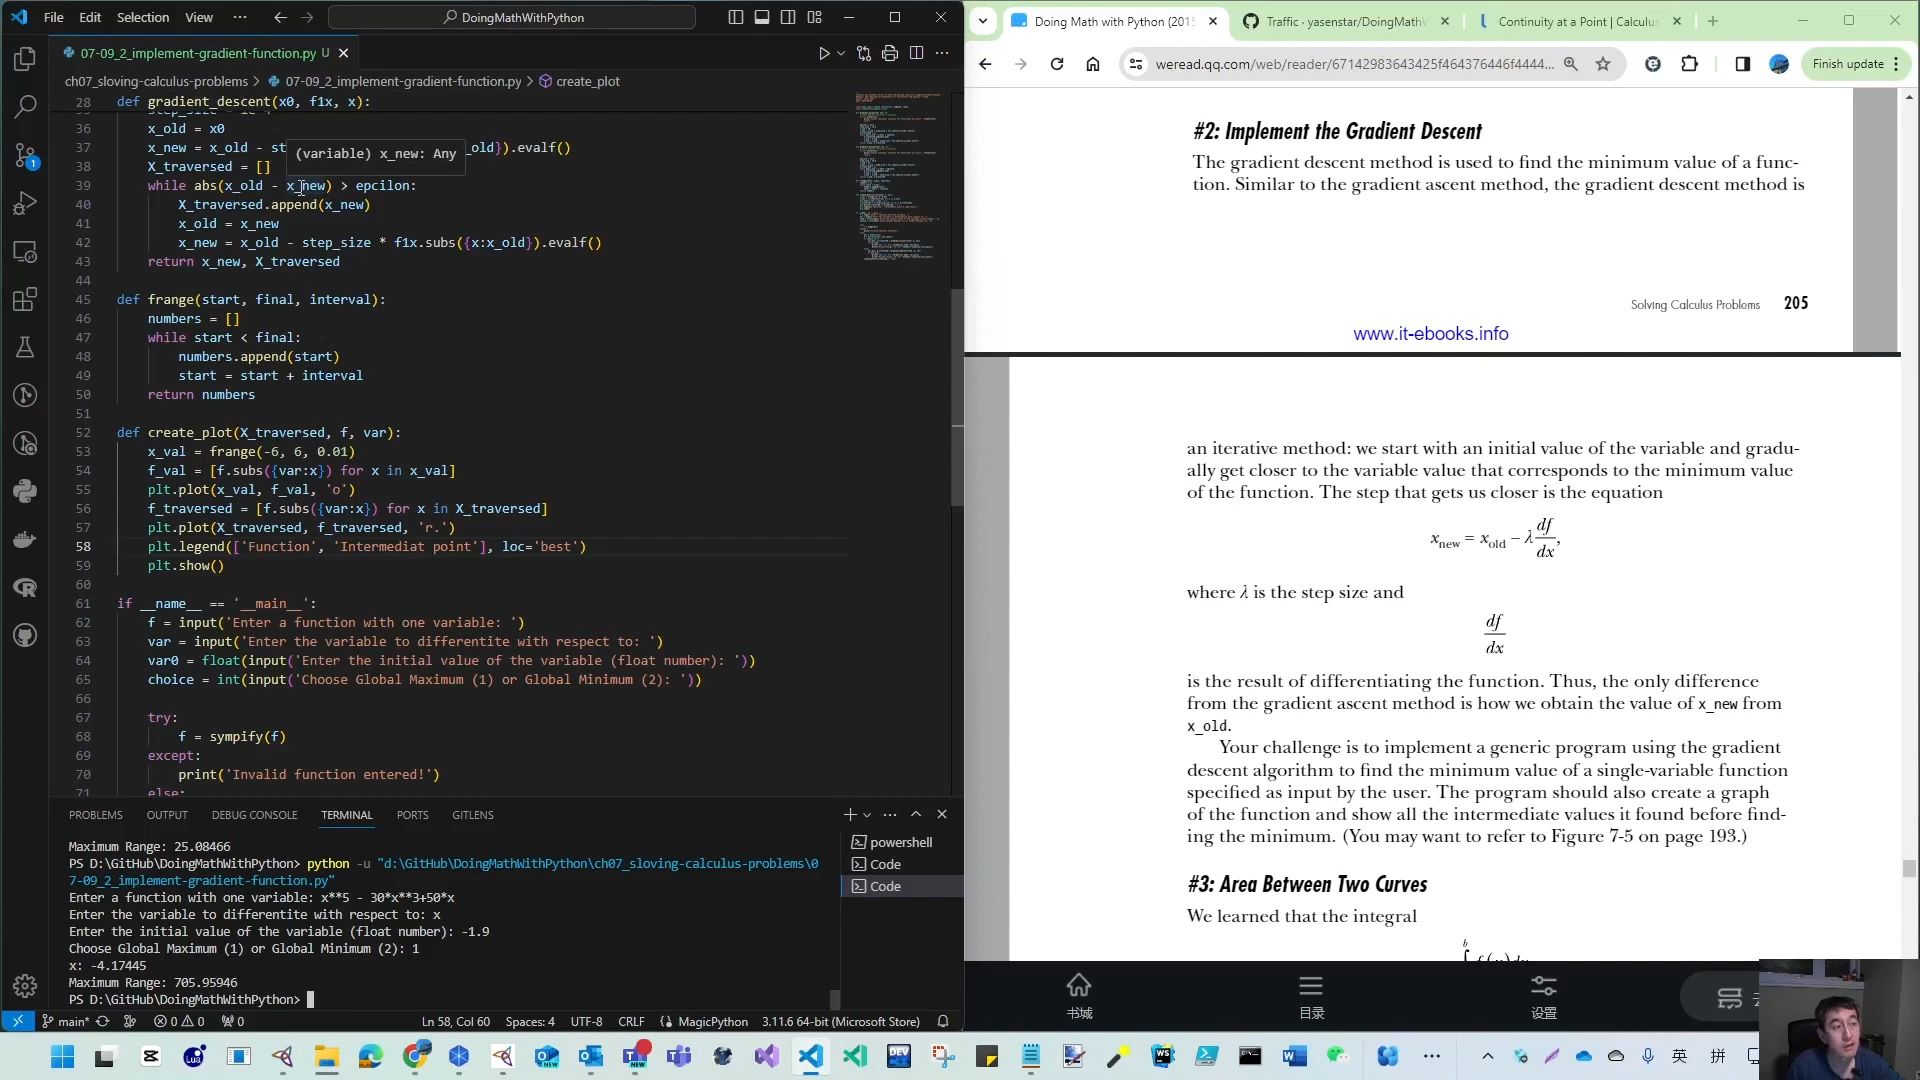 File Edit Selection View ··· DoingMathWithPython
07-09_2_implement-gradient-function.py U
ch07_sloving-calculus-problems > 07-09_2_implement-gradient-function.py > create_plot
28 def gradient_descent(x0, f1x, x):
36 x_old = x0
37 x_new = x_old - st _old}).evalf()
(variable) x_new: Any
38 X_traversed = []
39 while abs(x_old - x_new) > epcilon:
40 X_traversed.append(x_new)
41 x_old = x_new
42 x_new = x_old - step_size * f1x.subs({x:x_old}).evalf()
43 return x_new, X_traversed
44
45 def frange(start, final, interval):
46 numbers = []
47 while start < final:
48 numbers.append(start)
49 start = start + interval
50 return numbers
51
52 def create_plot(X_traversed, f, var):
53 x_val = frange(-6, 6, 0.01)
54 f_val = [f.subs({var:x}) for x in x_val]
55 plt.plot(x_val, f_val, 'o')
56 f_traversed = [f.subs({var:x}) for x in X_traversed]
57 plt.plot(X_traversed, f_traversed, 'r.')
58 plt.legend(['Function', 'Intermediat point'], loc='best')
59 plt.show()
60
61 if __name__ == '__main__':
62 f = input('Enter a function with one variable: ')
63 var = input('Enter the variable to differentite with respect to: ')
64 var0 = float(input('Enter the initial value of the variable (float number): '))
65 choice = int(input('Choose Global Maximum (1) or Global Minimum (2): '))
66
67 try:
68 f = sympify(f)
69 except:
70 print('Invalid function entered!')
71 else:
PROBLEMS OUTPUT DEBUG CONSOLE TERMINAL PORTS GITLENS
powershell
Code
Code
Maximum Range: 25.08466
PS D:\GitHub\DoingMathWithPython> python -u "d:\GitHub\DoingMathWithPython\ch07_sloving-calculus-problems\0
7-09_2_implement-gradient-function.py"
Enter a function with one variable: x**5 - 30*x**3+50*x
Enter the variable to differentite with respect to: x
Enter the initial value of the variable (float number): -1.9
Choose Global Maximum (1) or Global Minimum (2): 1
x: -4.17445
Maximum Range: 705.95946
PS D:\GitHub\DoingMathWithPython>
main* 0 0 0 Ln 58, Col 60 Spaces: 4 UTF-8 CRLF MagicPython 3.11.6 64-bit (Microsoft Store)
Doing Math with Python (2015 Traffic · yasenstar/DoingMathW Continuity at a Point | Calculus
weread.qq.com/web/reader/67142983643425f464376446f4444... Finish update
#2: Implement the Gradient Descent
The gradient descent method is used to find the minimum value of a func-
tion. Similar to the gradient ascent method, the gradient descent method is
Solving Calculus Problems 205
www.it-ebooks.info
an iterative method: we start with an initial value of the variable and gradu-
ally get closer to the variable value that corresponds to the minimum value
of the function. The step that gets us closer is the equation
x_new = x_old − λ df/dx,
where λ is the step size and
df
dx
is the result of differentiating the function. Thus, the only difference
from the gradient ascent method is how we obtain the value of x_new from
x_old.
Your challenge is to implement a generic program using the gradient
descent algorithm to find the minimum value of a single-variable function
specified as input by the user. The program should also create a graph
of the function and show all the intermediate values it found before find-
ing the minimum. (You may want to refer to Figure 7-5 on page 193.)
#3: Area Between Two Curves
We learned that the integral
书城 目录 设置
英 拼